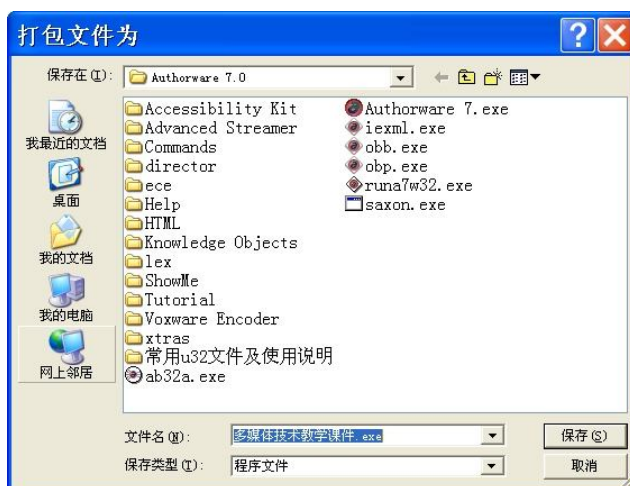 打包文件为
保存在(I):
Authorware 7.0
我最近的文档
桌面
我的文档
我的电脑
网上邻居
Accessibility Kit
Advanced Streamer
Commands
director
ece
Help
HTML
Knowledge Objects
lex
ShowMe
Tutorial
Voxware Encoder
xtras
常用u32文件及使用说明
ab32a.exe
Authorware 7.exe
iexml.exe
obb.exe
obp.exe
runa7w32.exe
saxon.exe
文件名(N):
多媒体技术教学课件.exe
保存(S)
保存类型(T):
程序文件
取消